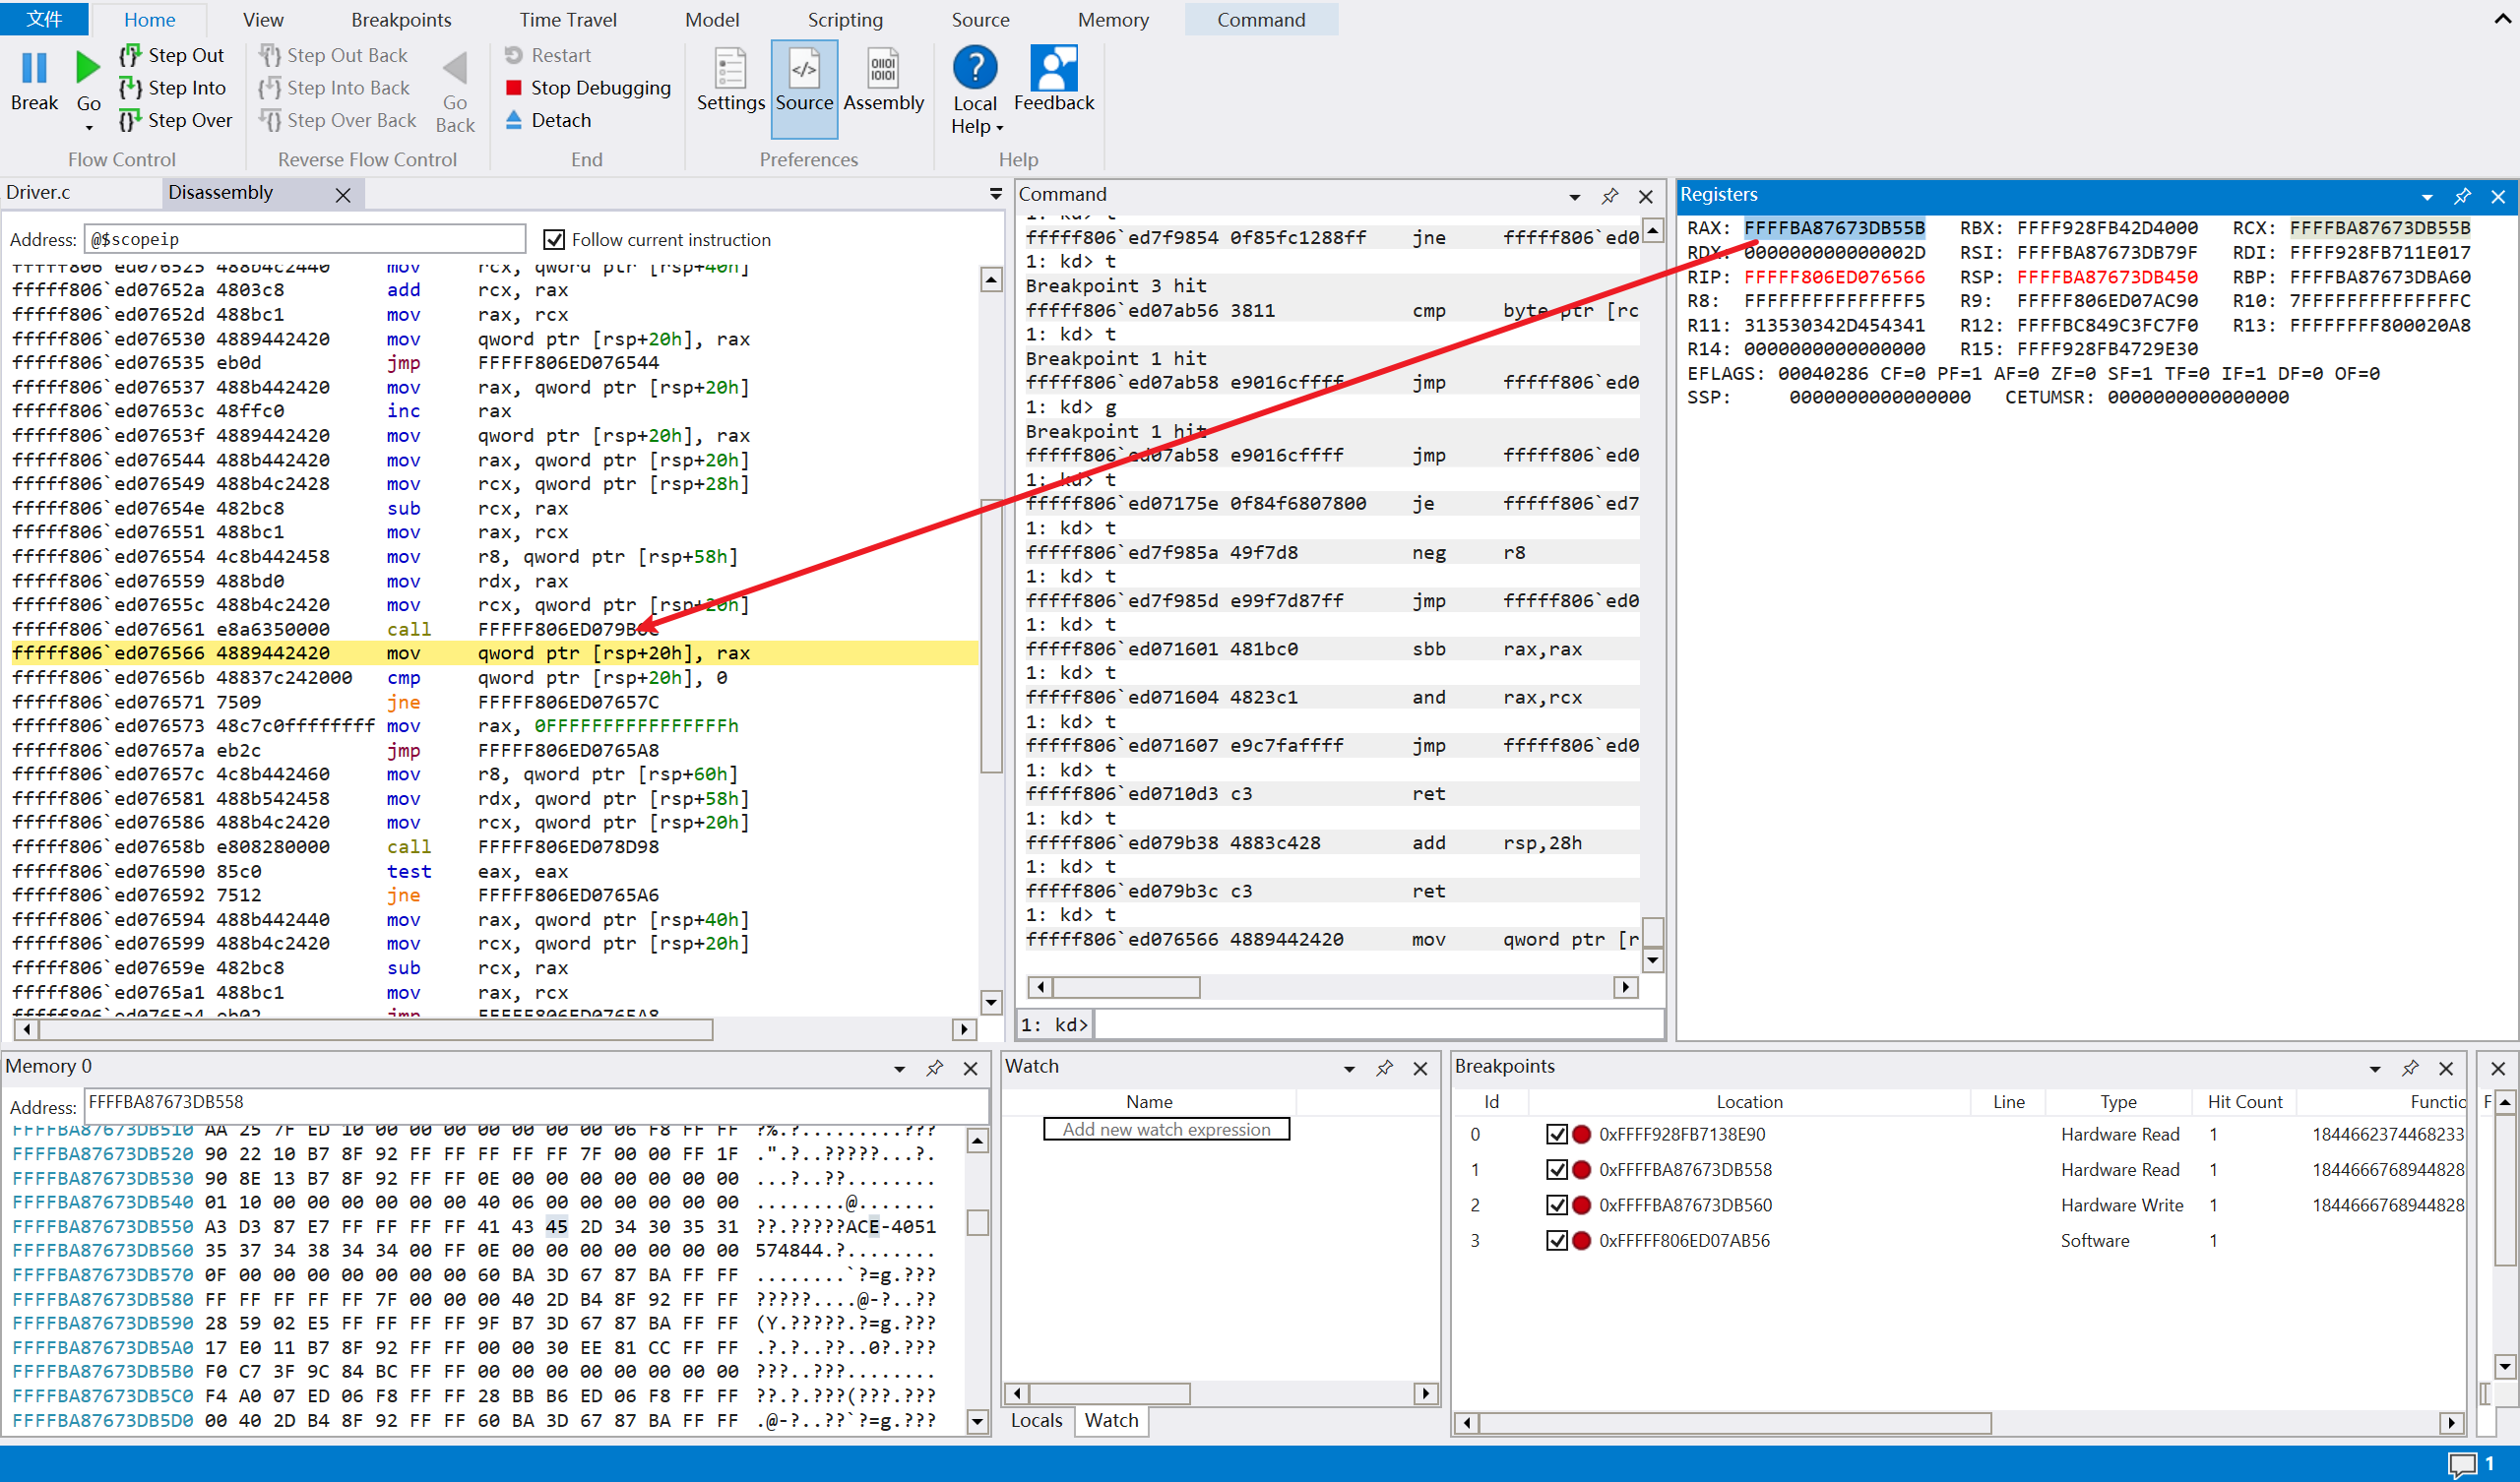 文件 Home View Breakpoints Time Travel Model Scripting Source Memory Command
Break
Go
Step Out
Step Into
Step Over
Flow Control
Step Out Back
Step Into Back
Step Over Back
Go Back
Reverse Flow Control
Restart
Stop Debugging
Detach
End
Settings
Source
Assembly
Preferences
Local Help
Feedback
Help
Driver.c Disassembly
Address: @$scopeip Follow current instruction
fffff806`ed076525 488b4c2440 mov rcx, qword ptr [rsp+40h]
fffff806`ed07652a 4803c8 add rcx, rax
fffff806`ed07652d 488bc1 mov rax, rcx
fffff806`ed076530 4889442420 mov qword ptr [rsp+20h], rax
fffff806`ed076535 eb0d jmp FFFFF806ED076544
fffff806`ed076537 488b442420 mov rax, qword ptr [rsp+20h]
fffff806`ed07653c 48ffc0 inc rax
fffff806`ed07653f 4889442420 mov qword ptr [rsp+20h], rax
fffff806`ed076544 488b442420 mov rax, qword ptr [rsp+20h]
fffff806`ed076549 488b4c2428 mov rcx, qword ptr [rsp+28h]
fffff806`ed07654e 482bc8 sub rcx, rax
fffff806`ed076551 488bc1 mov rax, rcx
fffff806`ed076554 4c8b442458 mov r8, qword ptr [rsp+58h]
fffff806`ed076559 488bd0 mov rdx, rax
fffff806`ed07655c 488b4c2420 mov rcx, qword ptr [rsp+20h]
fffff806`ed076561 e8a6350000 call
fffff806`ed076566 4889442420 mov qword ptr [rsp+20h], rax
fffff806`ed07656b 48837c242000 cmp qword ptr [rsp+20h], 0
fffff806`ed076571 7509 jne FFFFF806ED07657C
fffff806`ed076573 48c7c0ffffffff mov rax, 0FFFFFFFFFFFFFFFFh
fffff806`ed07657a eb2c jmp FFFFF806ED0765A8
fffff806`ed07657c 4c8b442460 mov r8, qword ptr [rsp+60h]
fffff806`ed076581 488b542458 mov rdx, qword ptr [rsp+58h]
fffff806`ed076586 488b4c2420 mov rcx, qword ptr [rsp+20h]
fffff806`ed07658b e808280000 call FFFFF806ED078D98
fffff806`ed076590 85c0 test eax, eax
fffff806`ed076592 7512 jne FFFFF806ED0765A6
fffff806`ed076594 488b442440 mov rax, qword ptr [rsp+40h]
fffff806`ed076599 488b4c2420 mov rcx, qword ptr [rsp+20h]
fffff806`ed07659e 482bc8 sub rcx, rax
fffff806`ed0765a1 488bc1 mov rax, rcx
fffff806`ed0765a4 eb02 jmp FFFFF806ED0765A8
Command
1: kd> t
fffff806`ed7f9854 0f85fc1288ff jne fffff806`ed0
1: kd> t
Breakpoint 3 hit
fffff806`ed07ab56 3811 cmp byte ptr [rc
1: kd> t
Breakpoint 1 hit
fffff806`ed07ab58 e9016cffff jmp fffff806`ed0
1: kd> g
Breakpoint 1 hit
fffff806`ed07ab58 e9016cffff jmp fffff806`ed0
1: kd> t
fffff806`ed07175e 0f84f6807800 je fffff806`ed7
1: kd> t
fffff806`ed7f985a 49f7d8 neg r8
1: kd> t
fffff806`ed7f985d e99f7d87ff jmp fffff806`ed0
1: kd> t
fffff806`ed071601 481bc0 sbb rax,rax
1: kd> t
fffff806`ed071604 4823c1 and rax,rcx
1: kd> t
fffff806`ed071607 e9c7faffff jmp fffff806`ed0
1: kd> t
fffff806`ed0710d3 c3 ret
1: kd> t
fffff806`ed079b38 4883c428 add rsp,28h
1: kd> t
fffff806`ed079b3c c3 ret
1: kd> t
fffff806`ed076566 4889442420 mov qword ptr [r
1: kd>
Registers
RAX: FFFFBA87673DB55B RBX: FFFF928FB42D4000 RCX: FFFFBA87673DB55B
RDX: 000000000000002D RSI: FFFFBA87673DB79F RDI: FFFF928FB711E017
RIP: FFFFF806ED076566 RSP: FFFFBA87673DB450 RBP: FFFFBA87673DBA60
R8: FFFFFFFFFFFFFFF5 R9: FFFFF806ED07AC90 R10: 7FFFFFFFFFFFFFFC
R11: 313530342D454341 R12: FFFFBC849C3FC7F0 R13: FFFFFFFF800020A8
R14: 0000000000000000 R15: FFFF928FB4729E30
EFLAGS: 00040286 CF=0 PF=1 AF=0 ZF=0 SF=1 TF=0 IF=1 DF=0 OF=0
SSP: 0000000000000000 CETUMSR: 0000000000000000
Memory 0
Address: FFFFBA87673DB558
FFFFBA87673DB510 AA 25 7F ED 10 00 00 00 00 00 00 00 06 F8 FF FF ?%.?.........???
FFFFBA87673DB520 90 22 10 B7 8F 92 FF FF FF FF FF 7F 00 00 FF 1F .".?..?????...?.
FFFFBA87673DB530 90 8E 13 B7 8F 92 FF FF 0E 00 00 00 00 00 00 00 ...?..??........
FFFFBA87673DB540 01 10 00 00 00 00 00 00 40 06 00 00 00 00 00 00 ........@.......
FFFFBA87673DB550 A3 D3 87 E7 FF FF FF FF 41 43 45 2D 34 30 35 31 ??.?????ACE-4051
FFFFBA87673DB560 35 37 34 38 34 34 00 FF 0E 00 00 00 00 00 00 00 574844.?........
FFFFBA87673DB570 0F 00 00 00 00 00 00 00 60 BA 3D 67 87 BA FF FF ........`?=g.???
FFFFBA87673DB580 FF FF FF FF FF 7F 00 00 00 40 2D B4 8F 92 FF FF ?????....@-?..??
FFFFBA87673DB590 28 59 02 E5 FF FF FF FF 9F B7 3D 67 87 BA FF FF (Y.?????.?=g.???
FFFFBA87673DB5A0 17 E0 11 B7 8F 92 FF FF 00 00 30 EE 81 CC FF FF .?.?..??..0?.???
FFFFBA87673DB5B0 F0 C7 3F 9C 84 BC FF FF 00 00 00 00 00 00 00 00 ???..???........
FFFFBA87673DB5C0 F4 A0 07 ED 06 F8 FF FF 28 BB B6 ED 06 F8 FF FF ??.?.???(???.???
FFFFBA87673DB5D0 00 40 2D B4 8F 92 FF FF 60 BA 3D 67 87 BA FF FF .@-?..??`?=g.???
Watch
Name
Add new watch expression
Locals Watch
Breakpoints
Id Location Line Type Hit Count Functio F
0 0xFFFF928FB7138E90 Hardware Read 1 1844662374468233
1 0xFFFFBA87673DB558 Hardware Read 1 1844666768944828
2 0xFFFFBA87673DB560 Hardware Write 1 1844666768944828
3 0xFFFFF806ED07AB56 Software 1
1